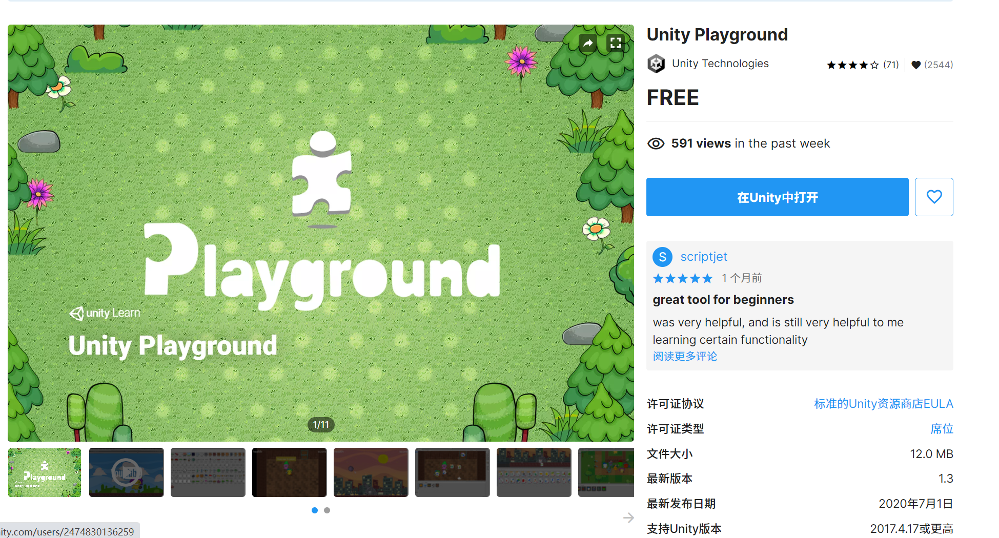 Playground
unity Learn
Unity Playground
1/11
Playground
Unity Playground
Unity Playground
Unity Technologies
(71)
(2544)
FREE
591 views in the past week
在Unity中打开
S
scriptjet
1 个月前
great tool for beginners
was very helpful, and is still very helpful to me
learning certain functionality
阅读更多评论
许可证协议
标准的Unity资源商店EULA
许可证类型
席位
文件大小
12.0 MB
最新版本
1.3
最新发布日期
2020年7月1日
支持Unity版本
2017.4.17或更高
ity.com/users/2474830136259